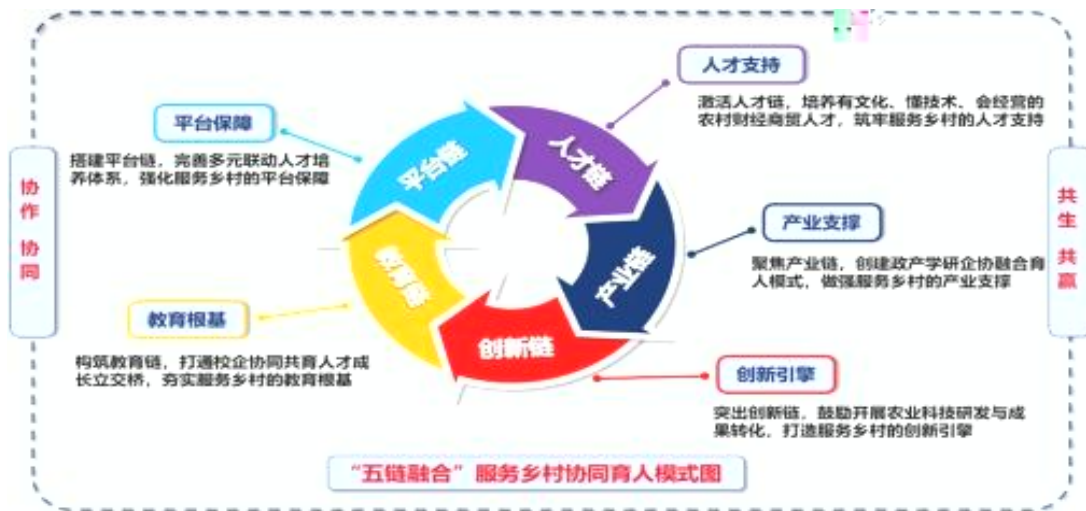 人才支持
激活人才链，培养有文化、懂技术、会经营的
农村财经商贸人才，筑牢服务乡村的人才支持
平台保障
搭建平台链，完善多元联动人才培
养体系，强化服务乡村的平台保障
平台链
人才链
协作 协同
共生 共赢
产业支撑
聚焦产业链，创建政产学研企协融合育
人模式，做强服务乡村的产业支撑
教育链
产业链
教育根基
构筑教育链，打通校企协同共育人才成
长立交桥，夯实服务乡村的教育根基
创新链
创新引擎
突出创新链，鼓励开展农业科技研发与成
果转化，打造服务乡村的创新引擎
“五链融合”服务乡村协同育人模式图